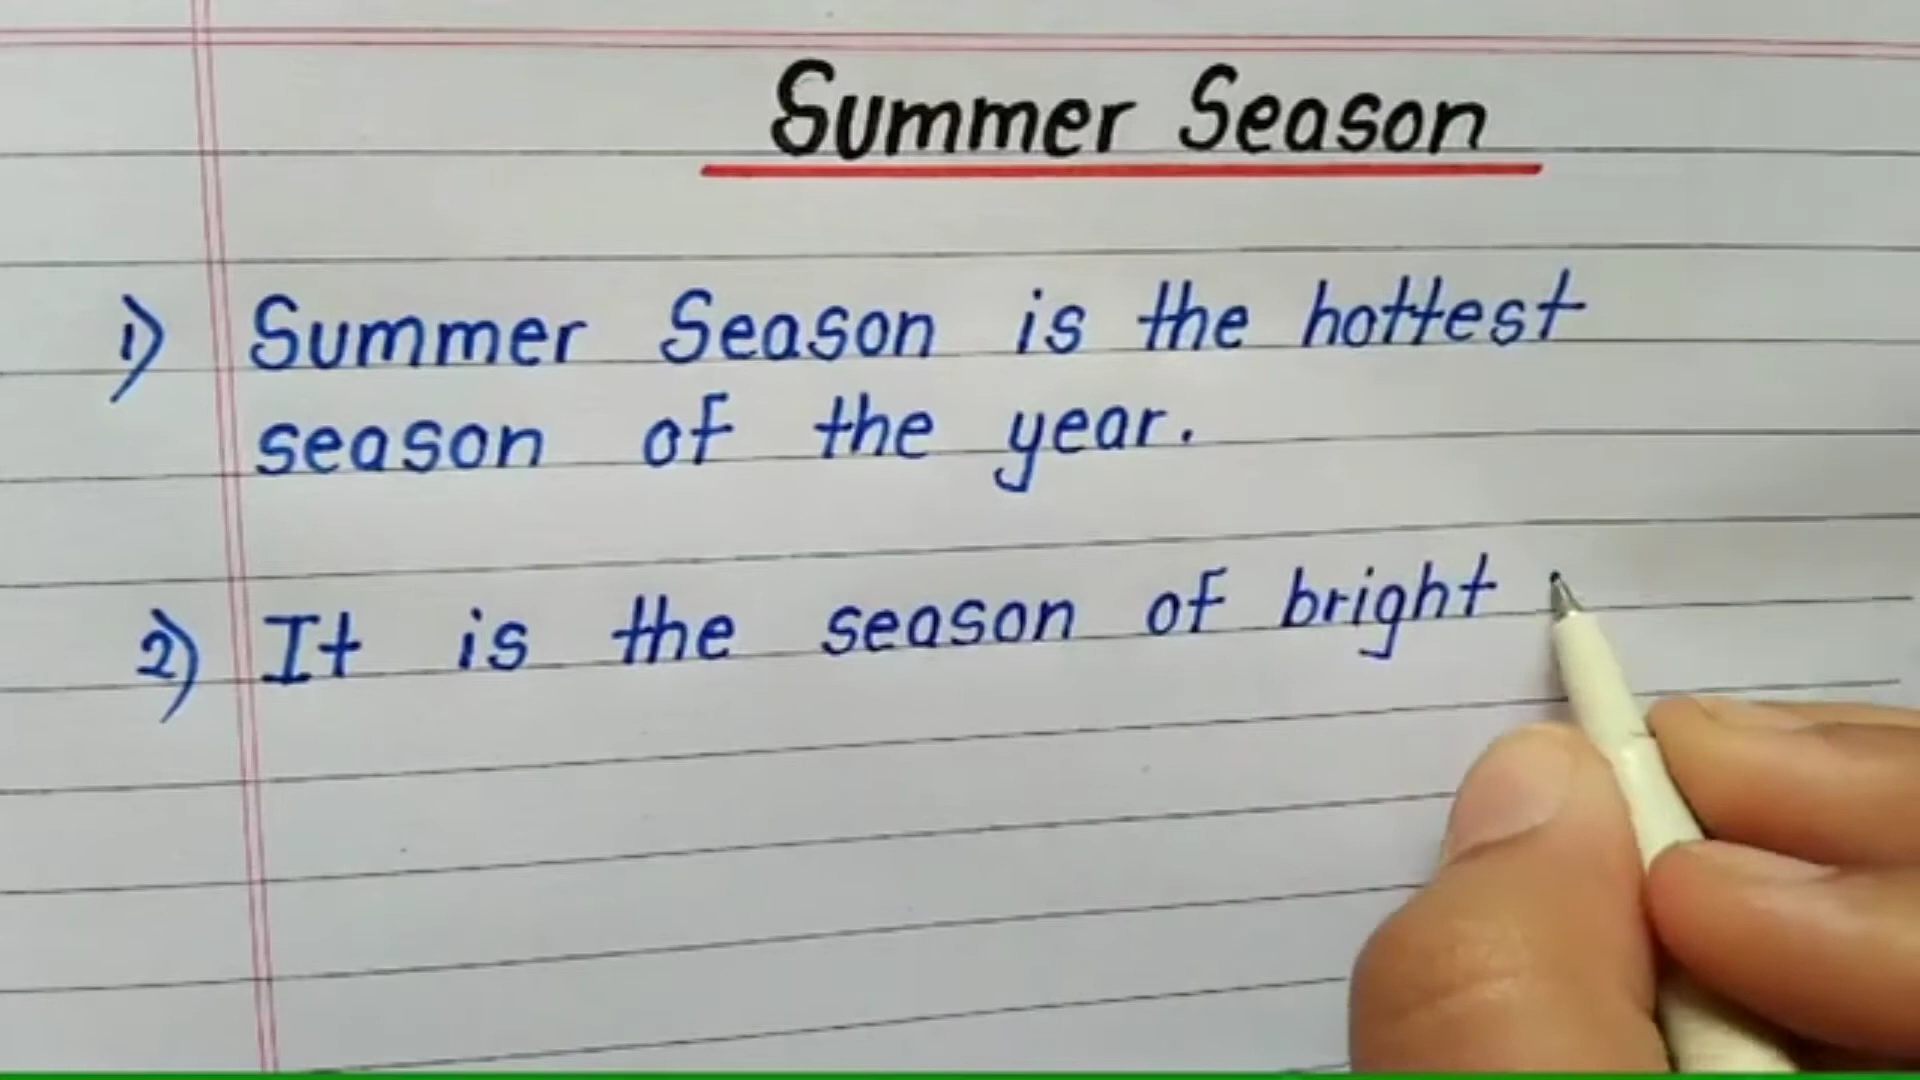 Summer Season
1) Summer Season is the hottest
season of the year.
2) It is the season of bright